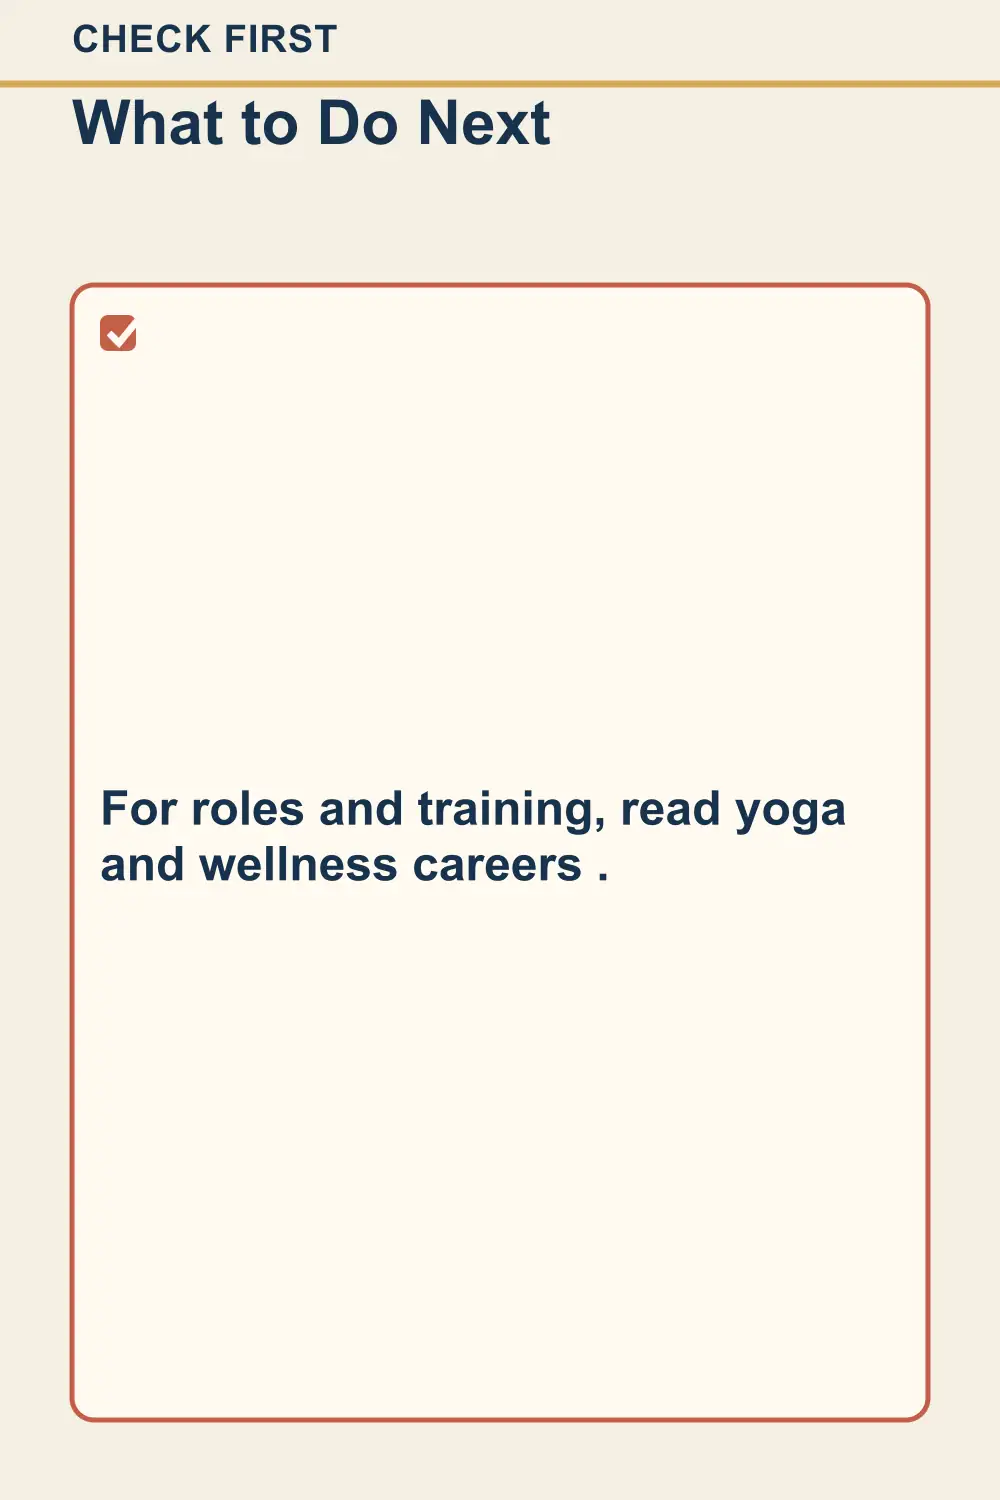 CHECK FIRST
What to Do Next
For roles and training, read yoga
and wellness careers .